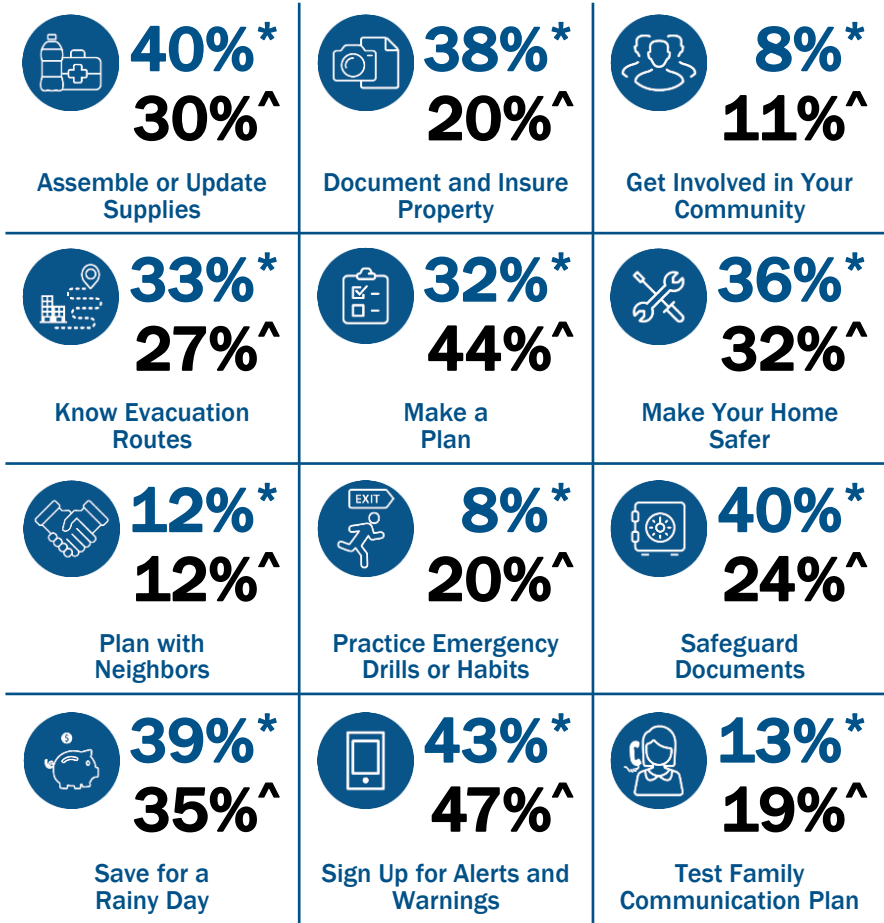 40%*
30%^
Assemble or Update
Supplies
38%*
20%^
Document and Insure
Property
8%*
11%^
Get Involved in Your
Community
33%*
27%^
Know Evacuation
Routes
32%*
44%^
Make a
Plan
36%*
32%^
Make Your Home
Safer
12%*
12%^
Plan with
Neighbors
EXIT
8%*
20%^
Practice Emergency
Drills or Habits
40%*
24%^
Safeguard
Documents
$
39%*
35%^
Save for a
Rainy Day
43%*
47%^
Sign Up for Alerts and
Warnings
13%*
19%^
Test Family
Communication Plan